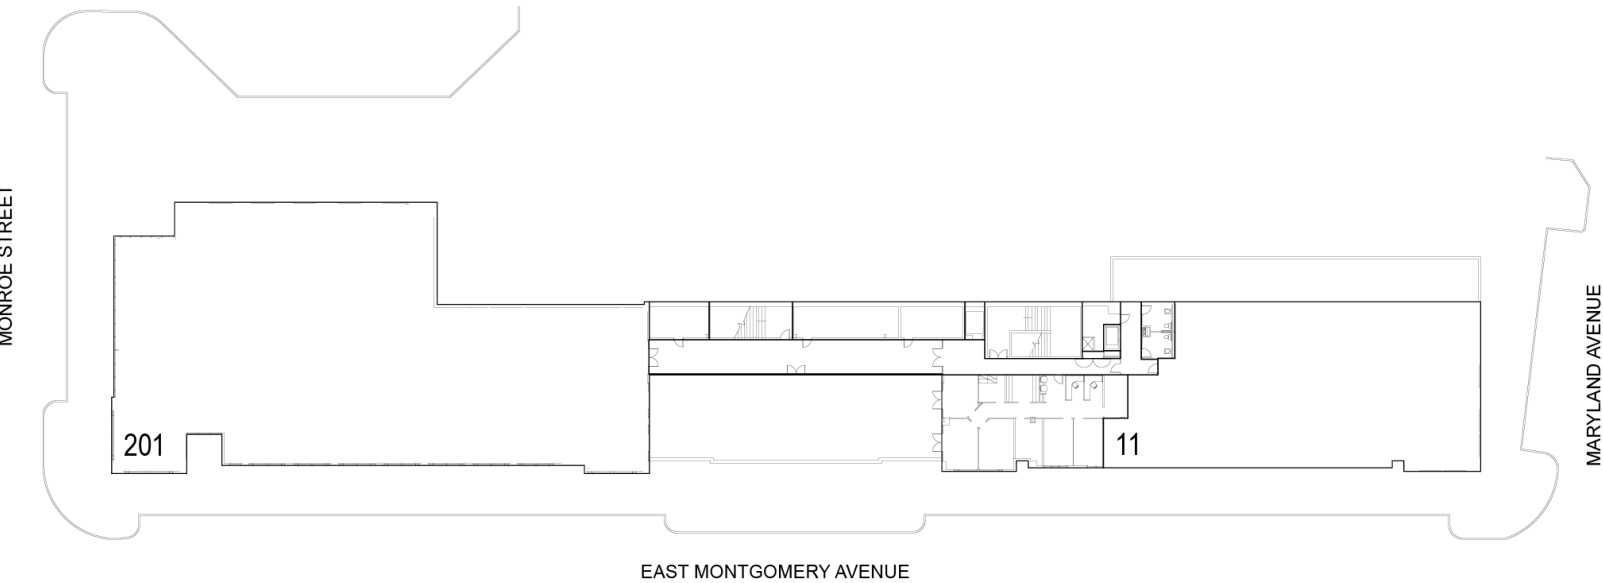 MONROE STREET
201
11
MARYLAND AVENUE
EAST MONTGOMERY AVENUE